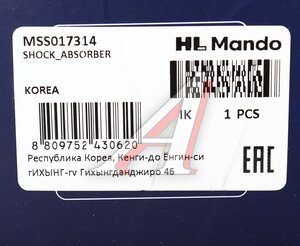 MSS017314
SHOCK_ABSORBER
HL Mando
KOREA
IK
1 PCS
8 809752 430620
Республика Корея, Кенги-до Енгин-си
гИХЫНГ-гу Гихынгданджиро 46
EAC